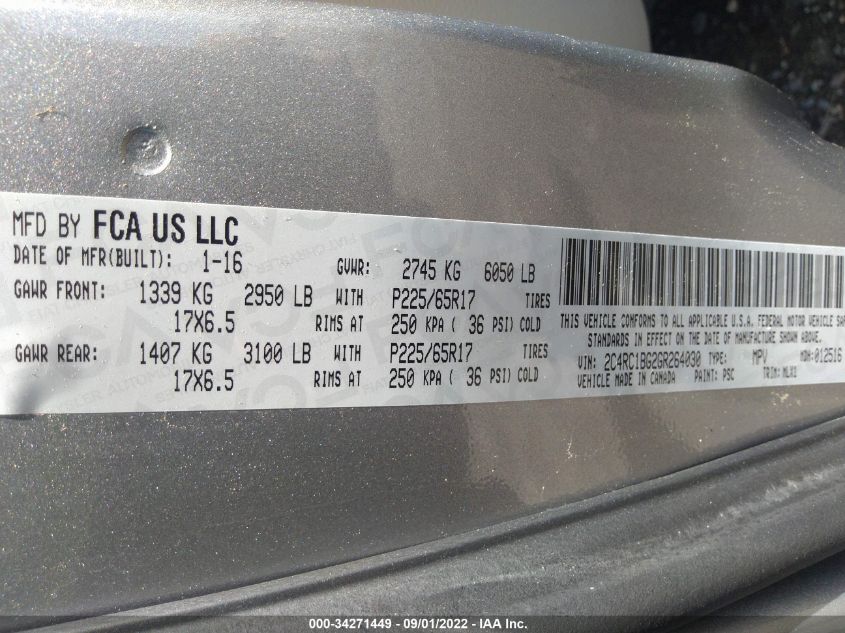 MFD BY FCA US LLC
DATE OF MFR(BUILT): 1-16 GVWR: 2745 KG 6050 LB
GAWR FRONT: 1339 KG 2950 LB WITH P225/65R17 TIRES
17X6.5 RIMS AT 250 KPA ( 36 PSI) COLD
GAWR REAR: 1407 KG 3100 LB WITH P225/65R17 TIRES
17X6.5 RIMS AT 250 KPA ( 36 PSI) COLD
THIS VEHICLE CONFORMS TO ALL APPLICABLE U.S.A. FEDERAL MOTOR VEHICLE SAF
STANDARDS IN EFFECT ON THE DATE OF MANUFACTURE SHOWN ABOVE.
VIN: 2C4RC1BG2GR264030 TYPE: MPV MDH: 012516
MADE IN CANADA PAINT: PSC TRIM:
000-34271449 - 09/01/2022 - IAA Inc.